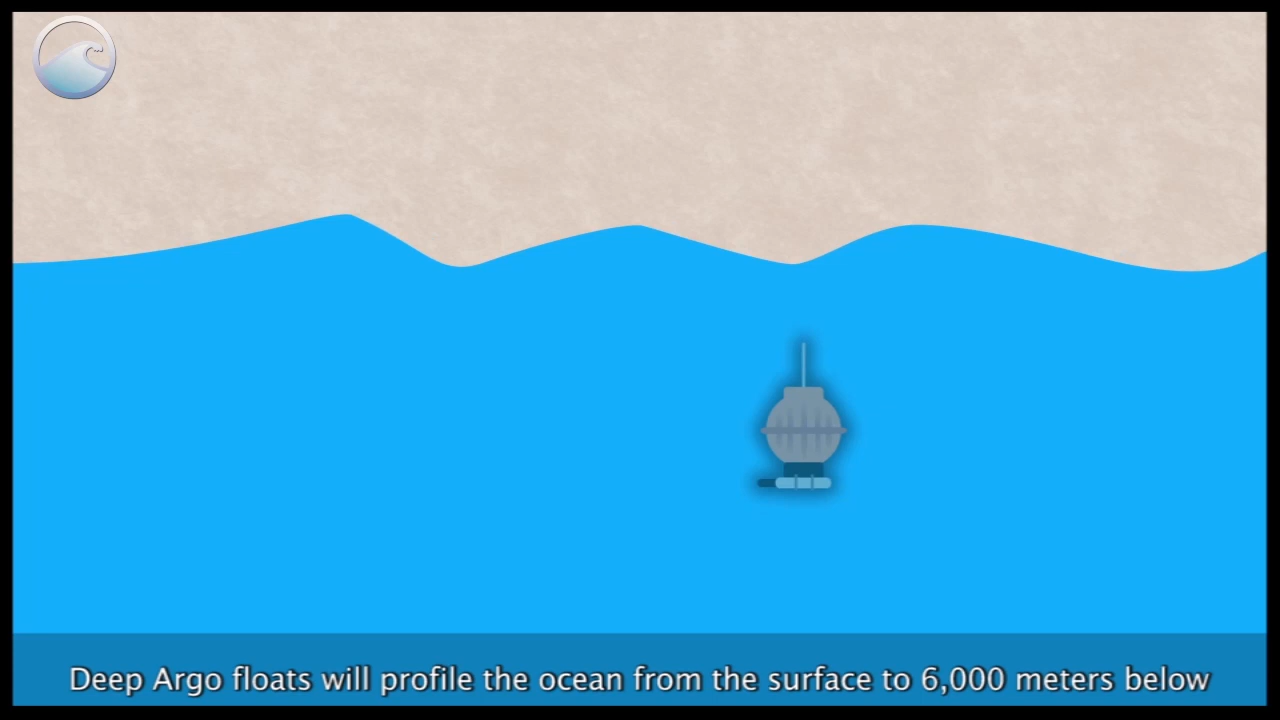 Deep Argo floats will profile the ocean from the surface to 6,000 meters below